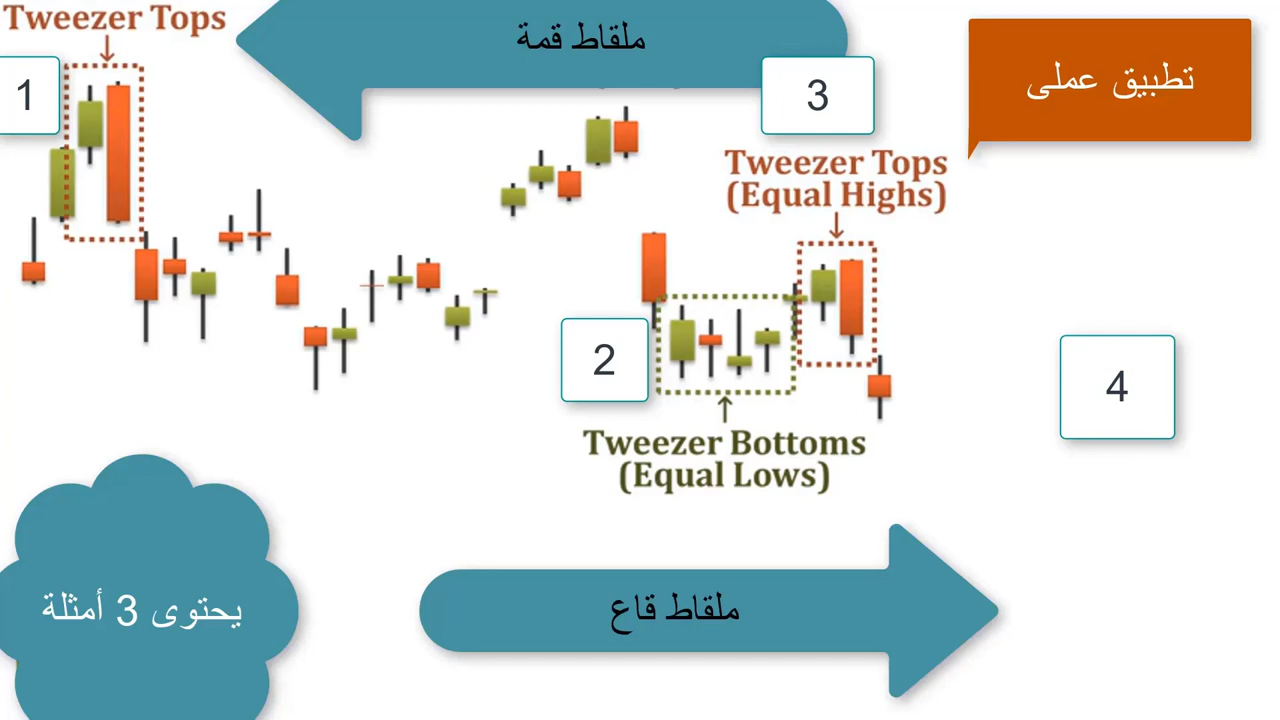 Tweezer Tops
ملقاط قمة
تطبيق عملى
1
3
Tweezer Tops
(Equal Highs)
2
4
Tweezer Bottoms
(Equal Lows)
يحتوى 3 أمثلة
ملقاط قاع